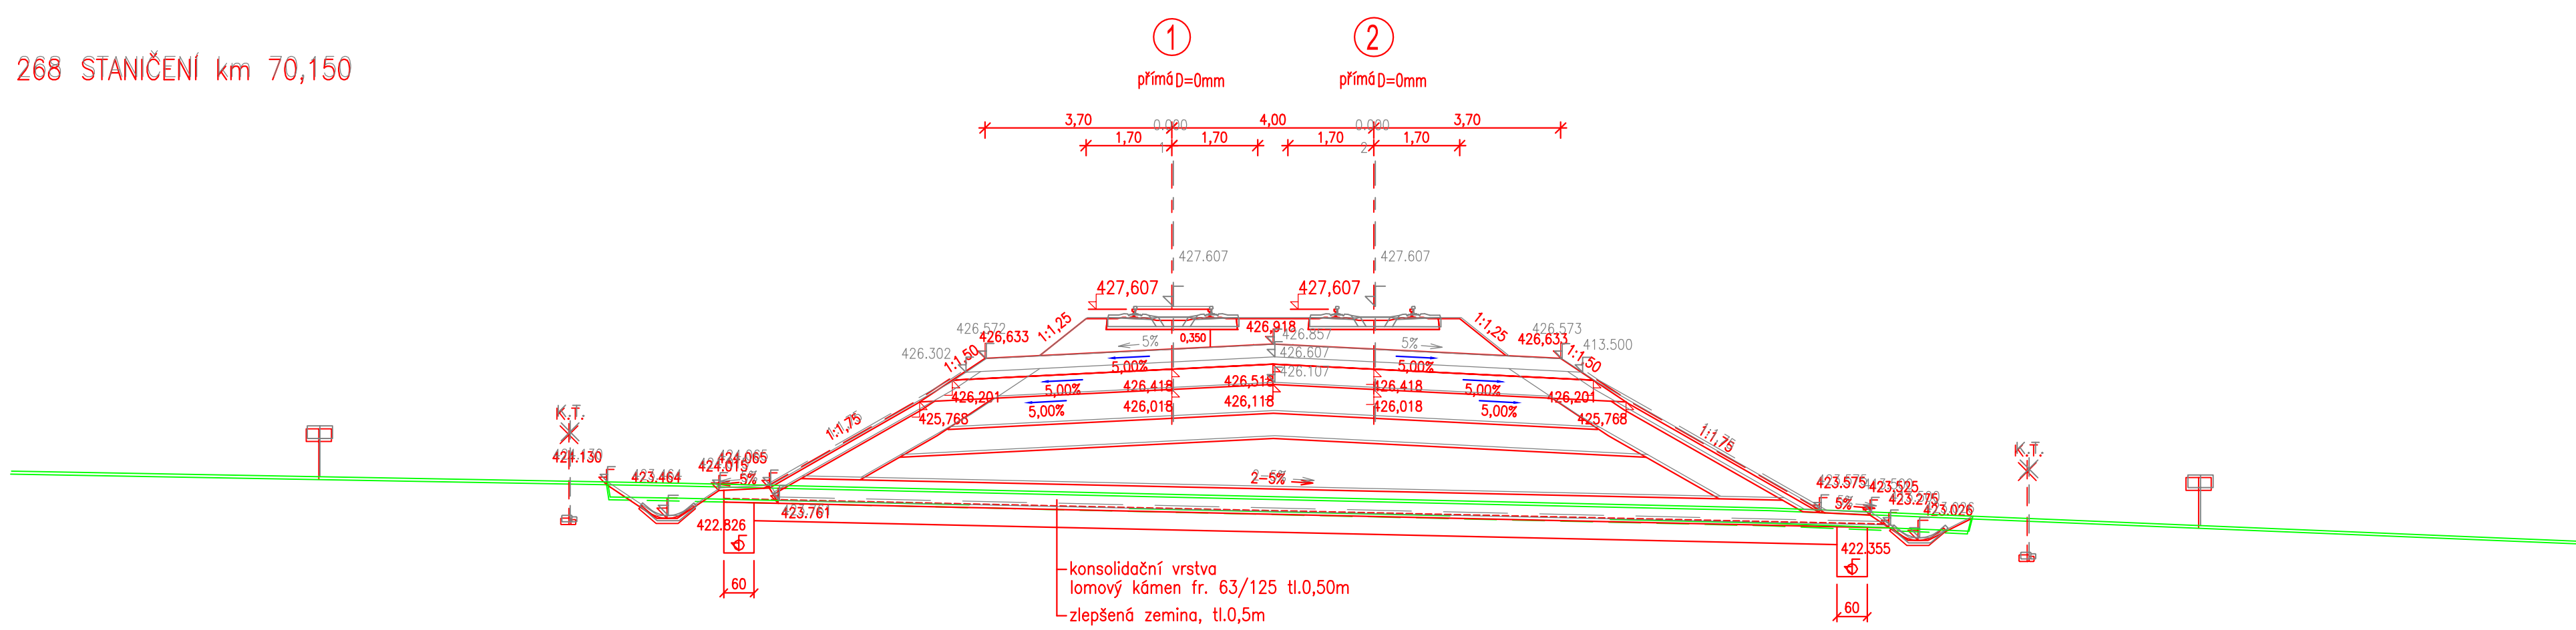 1 2
268 STANIČENÍ km 70,150
přímá D=0mm přímá D=0mm
3,70 0.000 4,00 0.000 3,70
1,70 1,70 1,70 1,70
1 2
427.607 427.607
427,607 427,607
1:1,25 426.918 1:1,25
426.572 426,633 426.857 426.573 426,633
5% 0,350 5% 413.500
426.302 1:1,50 426.607 1:1,50
5,00% 426.107 5,00%
426,418 426,518 426,418
5,00% 5,00%
426,201 426,201
426,018 426,118 426,018
5,00% 5,00%
425,768 425,768
K.T. 1:1,75 1:1,75 K.T.
424.130 424.015 424.065
423.464 5% 2-5% 423.575 423.525
5% 423.275
423.761 423.026
422.826
422.355
konsolidační vrstva
lomový kámen fr. 63/125 tl.0,50m
60 60
zlepšená zemina, tl.0,5m